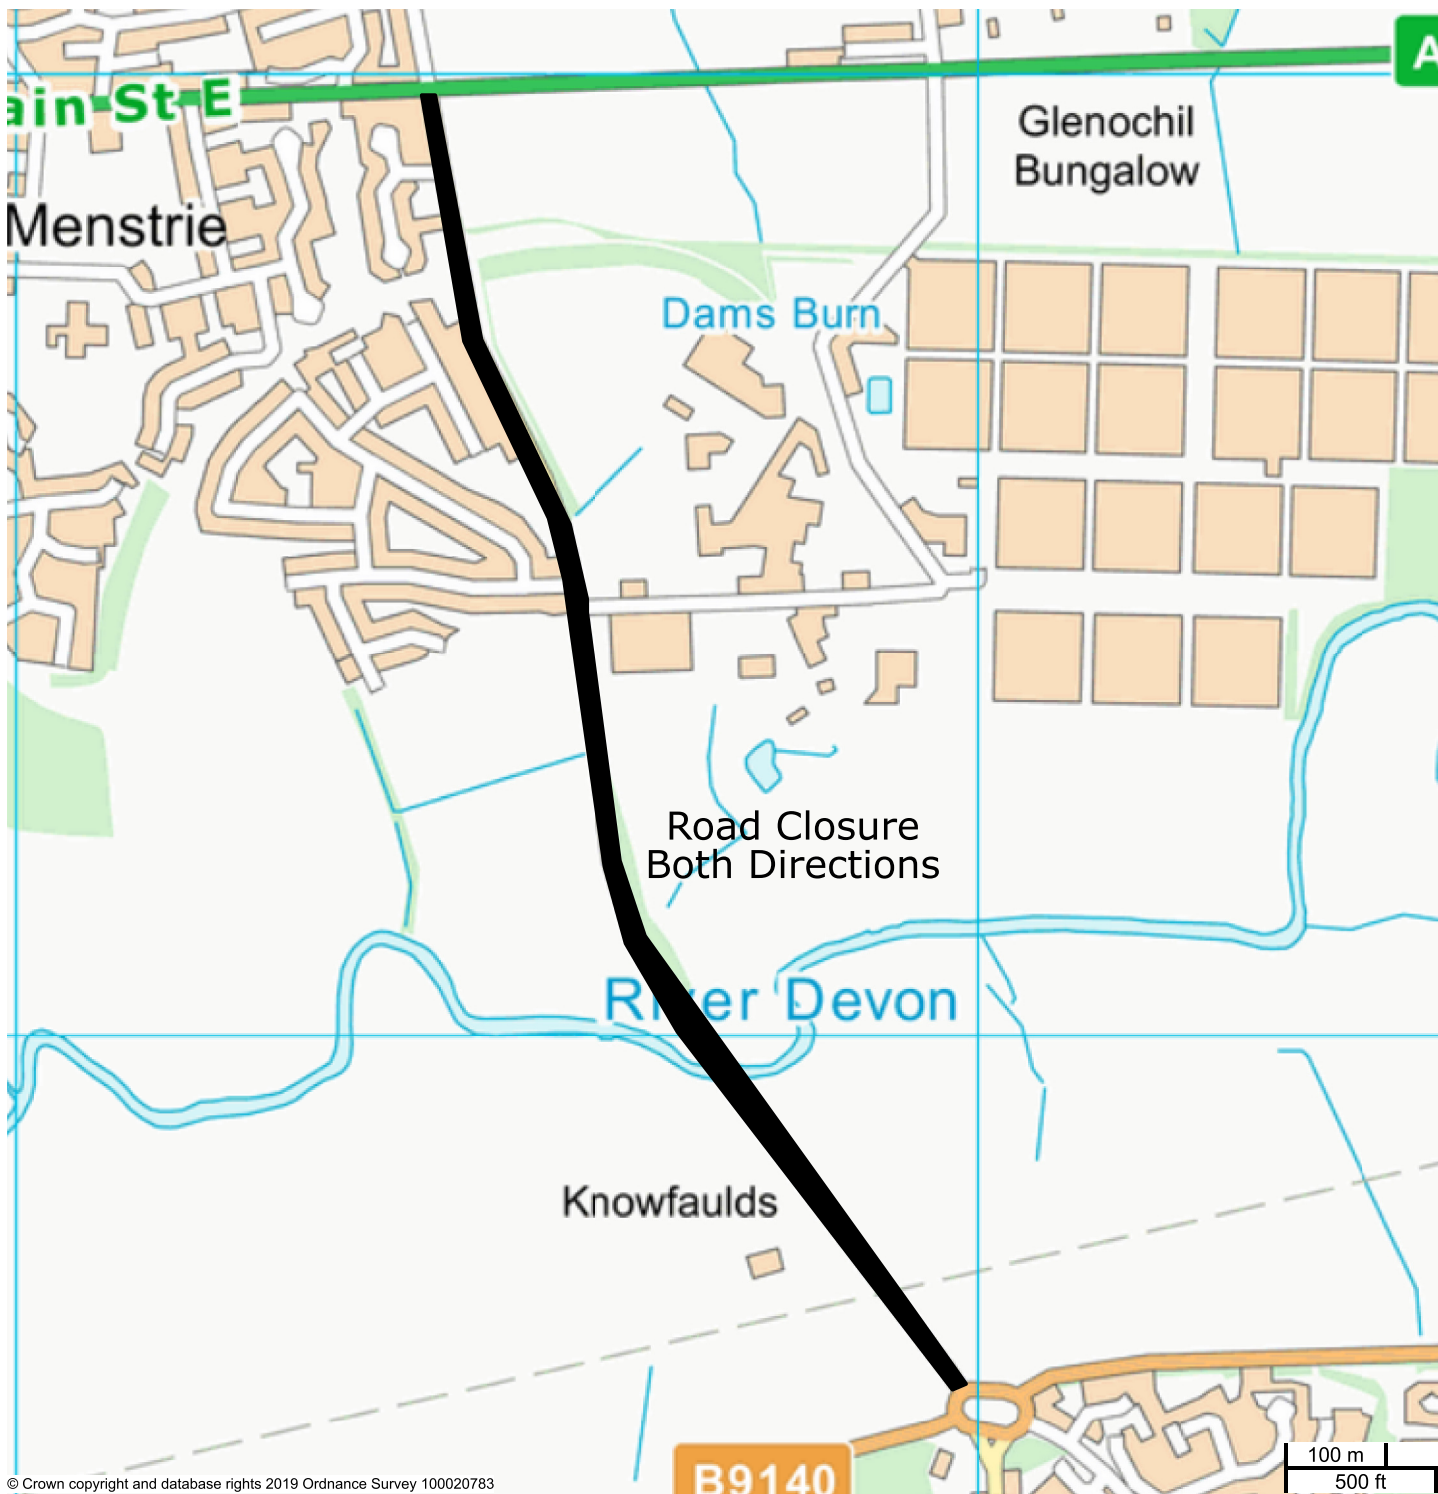 A
ain St E
Glenochil
Bungalow
Menstrie
Dams Burn
Road Closure
Both Directions
River Devon
Knowfaulds
B9140
100 m
500 ft
© Crown copyright and database rights 2019 Ordnance Survey 100020783